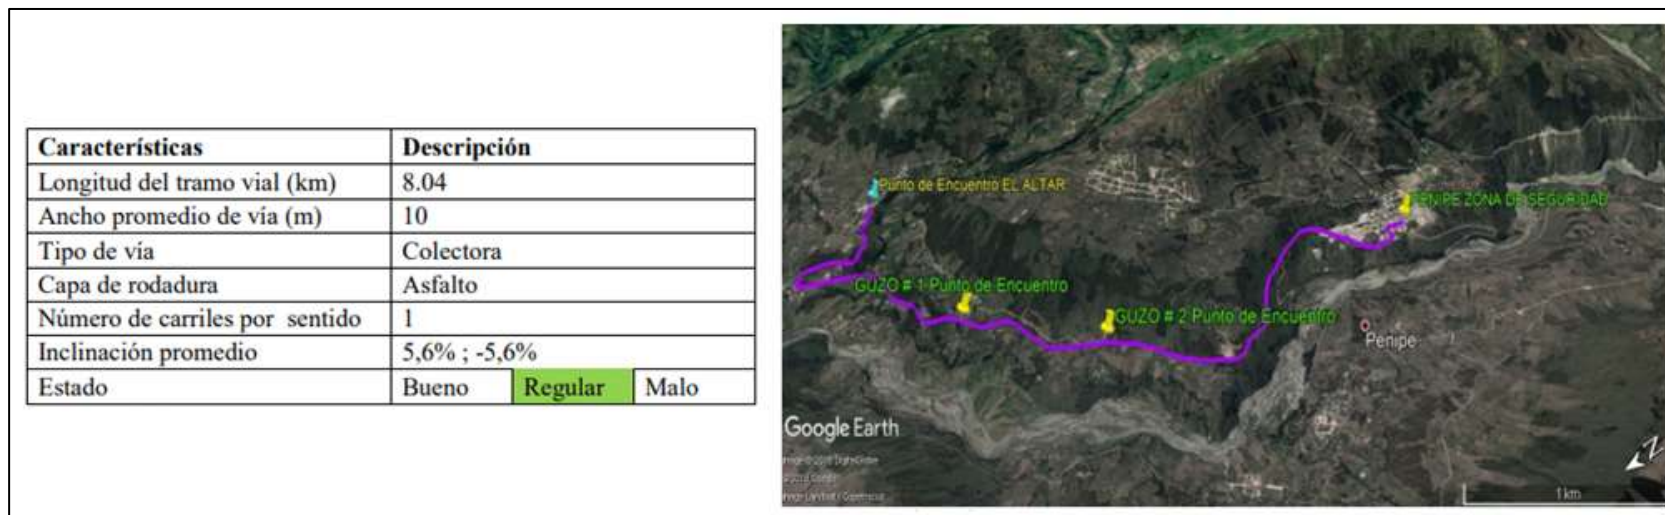 Características Descripción
Longitud del tramo vial (km) 8.04
Ancho promedio de vía (m) 10
Tipo de vía Colectora
Capa de rodadura Asfalto
Número de carriles por sentido 1
Inclinación promedio 5,6% ; -5,6%
Estado Bueno Regular Malo
Punto de Encuentro EL ALTAR
PENIPE ZONA DE SEGURIDAD
GUZO # 1 Punto de Encuentro
GUZO # 2 Punto de Encuentro
Penipe
Google Earth
N
1 km